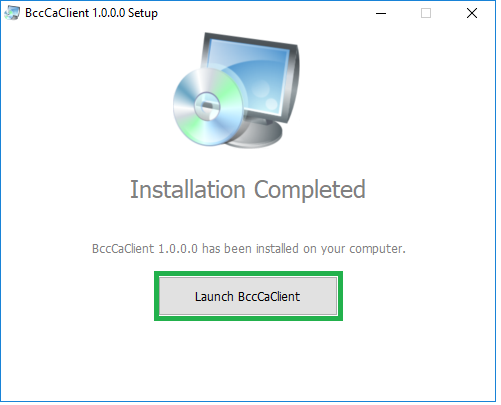 BccCaClient 1.0.0.0 Setup
Installation Completed
BccCaClient 1.0.0.0 has been installed on your computer.
Launch BccCaClient